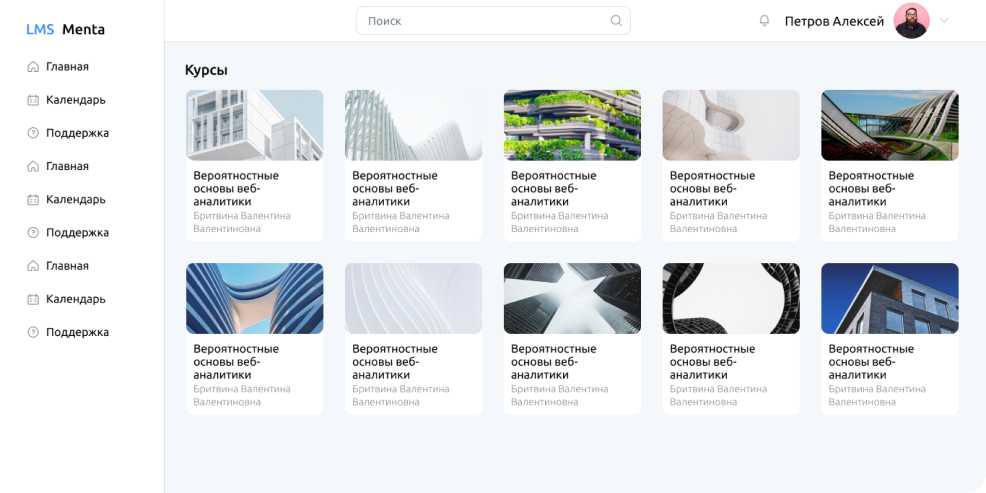 LMS Menta
Поиск
Петров Алексей
Главная
Календарь
Поддержка
Главная
Календарь
Поддержка
Главная
Календарь
Поддержка
Курсы
Вероятностные
основы веб-
аналитики
Бритвина Валентина
Валентиновна
Вероятностные
основы веб-
аналитики
Бритвина Валентина
Валентиновна
Вероятностные
основы веб-
аналитики
Бритвина Валентина
Валентиновна
Вероятностные
основы веб-
аналитики
Бритвина Валентина
Валентиновна
Вероятностные
основы веб-
аналитики
Бритвина Валентина
Валентиновна
Вероятностные
основы веб-
аналитики
Бритвина Валентина
Валентиновна
Вероятностные
основы веб-
аналитики
Бритвина Валентина
Валентиновна
Вероятностные
основы веб-
аналитики
Бритвина Валентина
Валентиновна
Вероятностные
основы веб-
аналитики
Бритвина Валентина
Валентиновна
Вероятностные
основы веб-
аналитики
Бритвина Валентина
Валентиновна